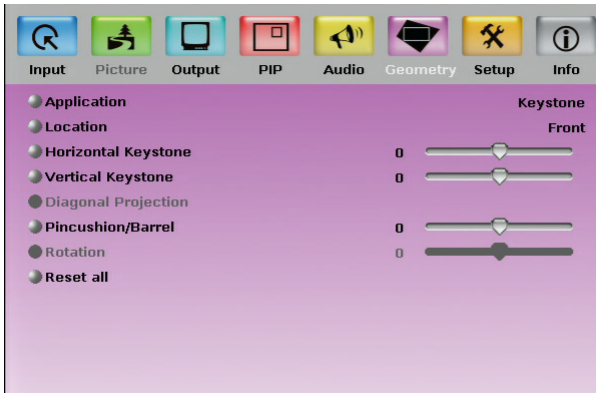 Input Picture Output PIP Audio Geometry Setup Info
Application Keystone
Location Front
Horizontal Keystone 0
Vertical Keystone 0
Diagonal Projection
Pincushion/Barrel 0
Rotation 0
Reset all